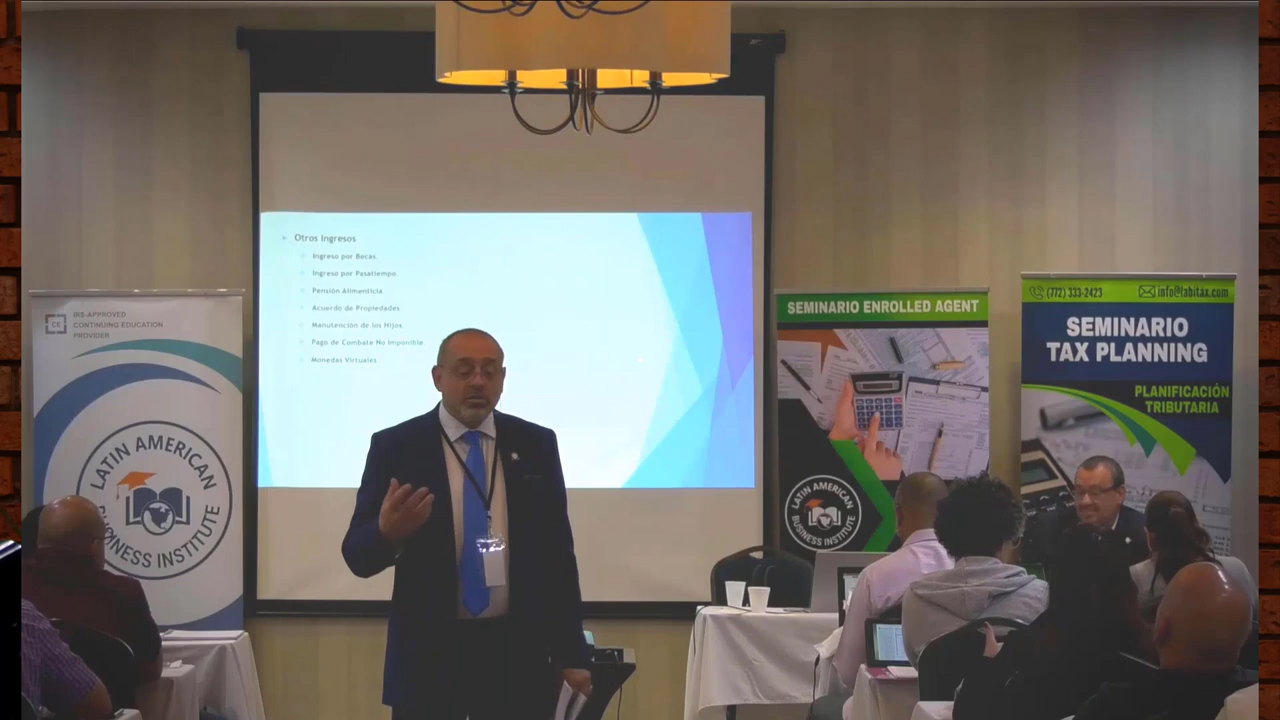 IRS-APPROVED
CONTINUING EDUCATION
PROVIDER
CE
LATIN AMERICAN
BUSINESS INSTITUTE
Otros Ingresos
Ingreso por Becas.
Ingreso por Pasatiempo.
Pensión Alimenticia.
Acuerdo de Propiedades
Manutención de los Hijos
Pago de Combate No Imponible
Monedas Virtuales
SEMINARIO ENROLLED AGENT
LATIN AMERICAN
BUSINESS INSTITUTE
(772) 333-2423
info@labitax.com
SEMINARIO
TAX PLANNING
PLANIFICACIÓN
TRIBUTARIA